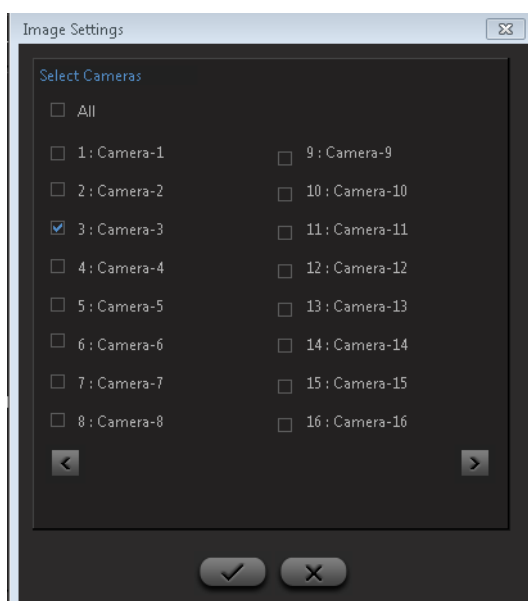 Image Settings
Select Cameras
All
1 : Camera-1
2 : Camera-2
3 : Camera-3
4 : Camera-4
5 : Camera-5
6 : Camera-6
7 : Camera-7
8 : Camera-8
9 : Camera-9
10 : Camera-10
11 : Camera-11
12 : Camera-12
13 : Camera-13
14 : Camera-14
15 : Camera-15
16 : Camera-16